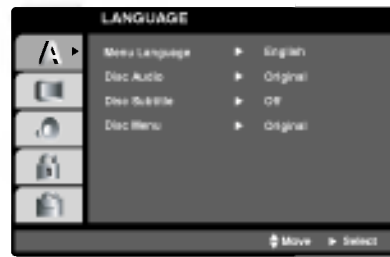 LANGUAGE
Menu Language ► English
Disc Audio ► Original
Disc Subtitle ► Off
Disc Menu ► Original
Move ► Select